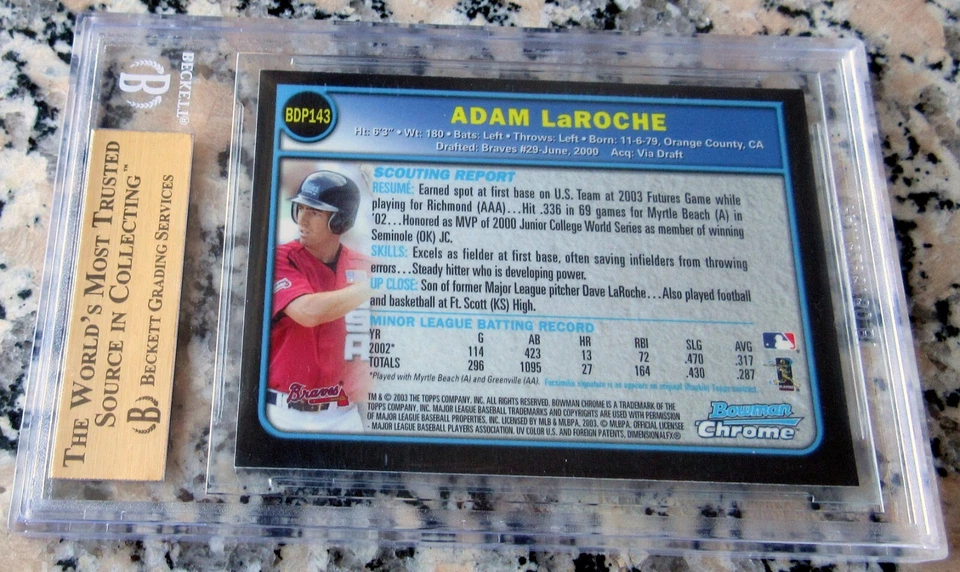 BECKETT
B
THE WORLD'S MOST TRUSTED
SOURCE IN COLLECTING™
B BECKETT GRADING SERVICES
BDP143
ADAM LaROCHE
Ht: 6'3" • Wt: 180 • Bats: Left • Throws: Left • Born: 11-6-79, Orange County, CA
Drafted: Braves #29-June, 2000 Acq: Via Draft
SCOUTING REPORT
RESUMÉ: Earned spot at first base on U.S. Team at 2003 Futures Game while
playing for Richmond (AAA)...Hit .336 in 69 games for Myrtle Beach (A) in
'02...Honored as MVP of 2000 Junior College World Series as member of winning
Seminole (OK) JC.
SKILLS: Excels as fielder at first base, often saving infielders from throwing
errors...Steady hitter who is developing power.
UP CLOSE: Son of former Major League pitcher Dave LaRoche...Also played football
and basketball at Ft. Scott (KS) High.
MINOR LEAGUE BATTING RECORD
YR G AB HR RBI SLG AVG
2002* 114 423 13 72 .470 .317
TOTALS 296 1095 27 164 .430 .287
*Played with Myrtle Beach (A) and Greenville (AA).
Braves
TM & © 2003 THE TOPPS COMPANY, INC. ALL RIGHTS RESERVED. BOWMAN CHROME IS A TRADEMARK OF THE
TOPPS COMPANY, INC. MAJOR LEAGUE BASEBALL TRADEMARKS AND COPYRIGHTS ARE USED WITH PERMISSION
OF MAJOR LEAGUE BASEBALL PROPERTIES, INC. LICENSED BY MLB & MLBPA, 2003. © MLBPA. OFFICIAL LICENSEE
- MAJOR LEAGUE BASEBALL PLAYERS ASSOCIATION. UV COLOR U.S. AND FOREIGN PATENTS. DIMENSIONALFX®
Bowman
Chrome®